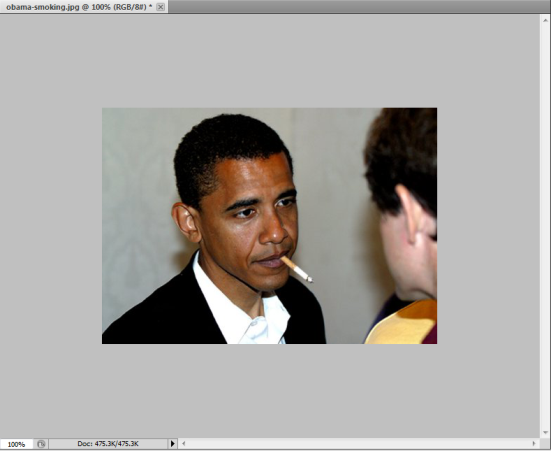 obama-smoking.jpg @ 100% (RGB/8#) *
100%
Doc: 475.3K/475.3K